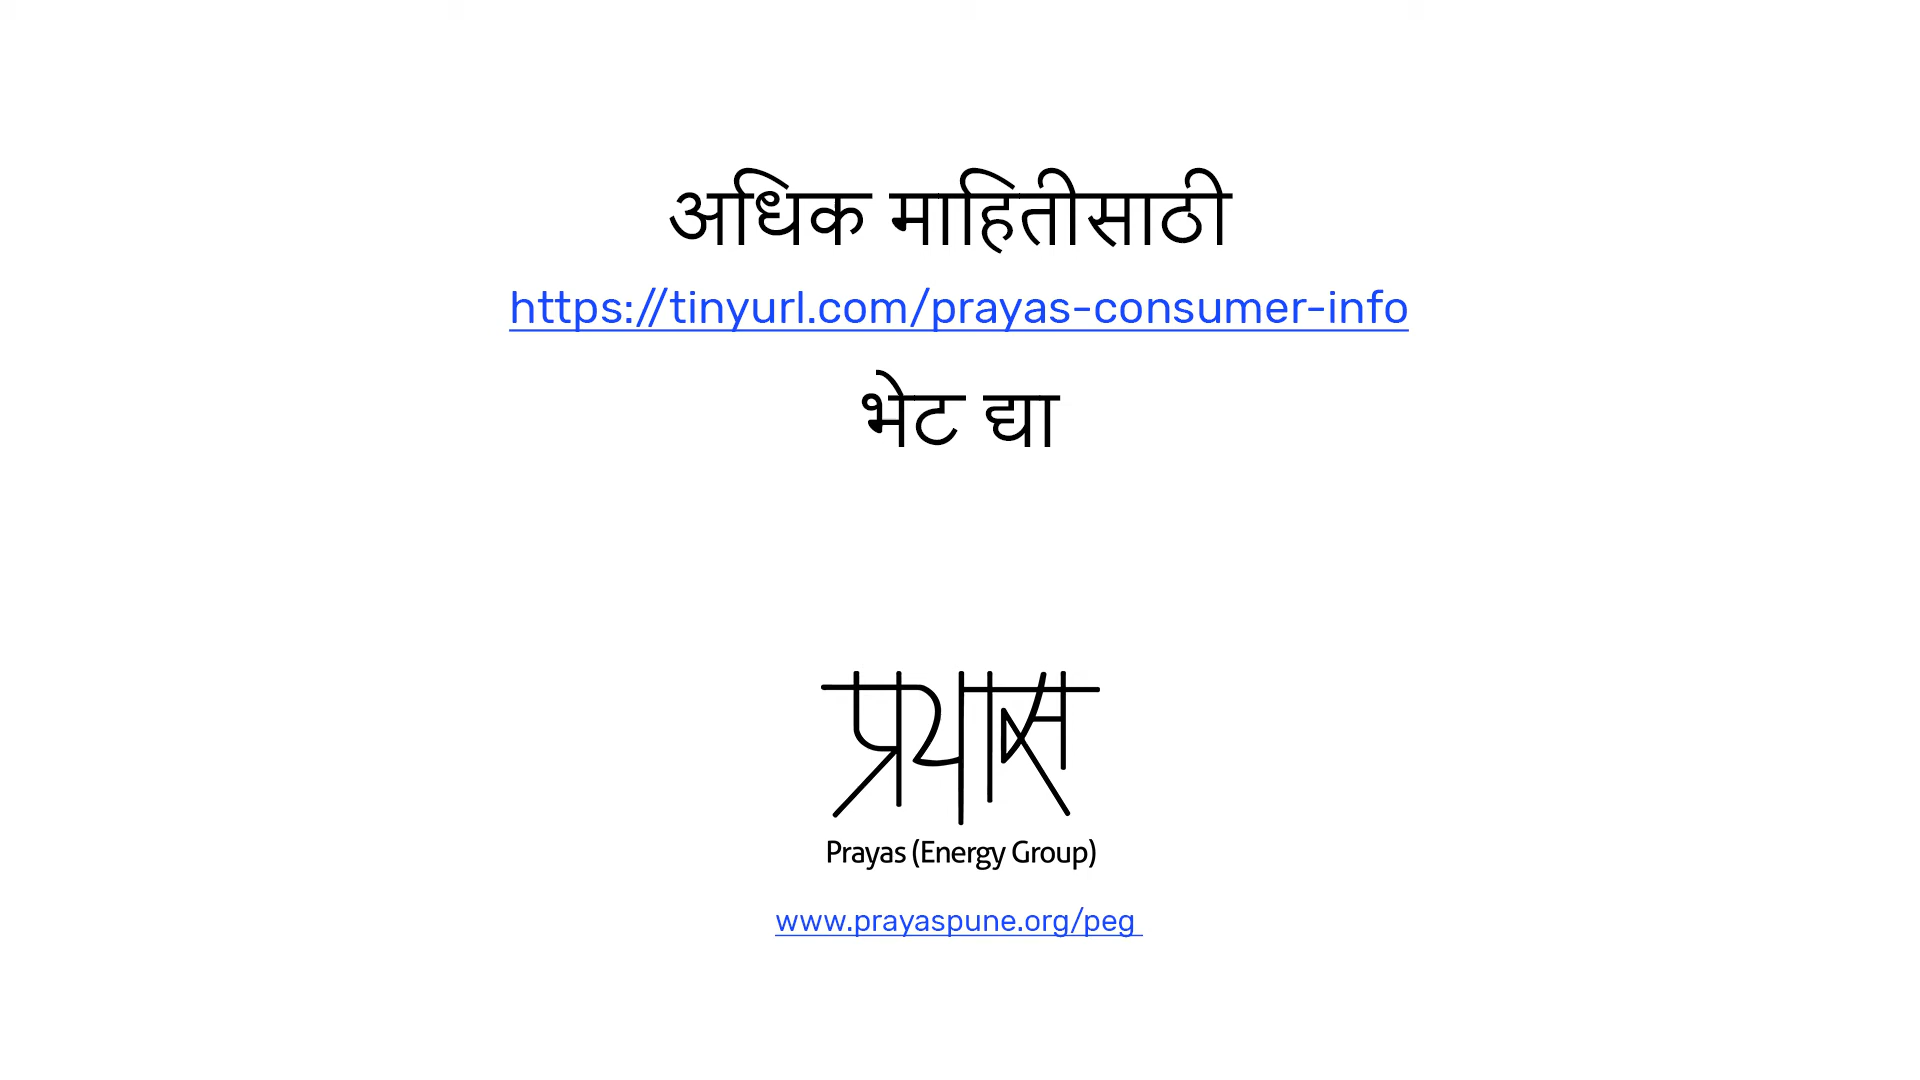 अधिक माहितीसाठी
https://tinyurl.com/prayas-consumer-info
भेट द्या
प्रयास
Prayas (Energy Group)
www.prayaspune.org/peg